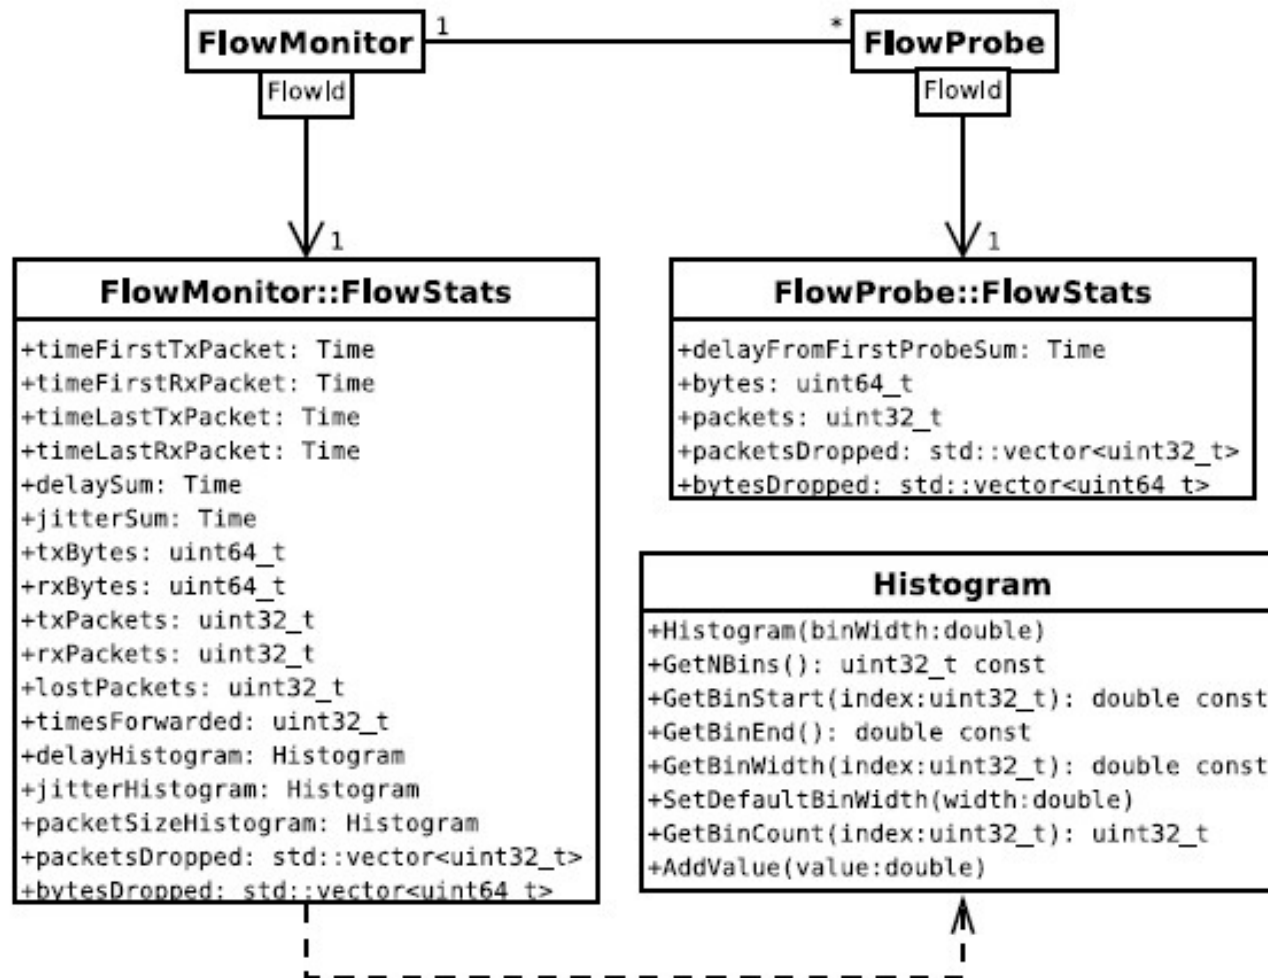 FlowMonitor
1
*
FlowProbe
FlowId
FlowId
1
1
FlowMonitor::FlowStats
+timeFirstTxPacket: Time
+timeFirstRxPacket: Time
+timeLastTxPacket: Time
+timeLastRxPacket: Time
+delaySum: Time
+jitterSum: Time
+txBytes: uint64_t
+rxBytes: uint64_t
+txPackets: uint32_t
+rxPackets: uint32_t
+lostPackets: uint32_t
+timesForwarded: uint32_t
+delayHistogram: Histogram
+jitterHistogram: Histogram
+packetSizeHistogram: Histogram
+packetsDropped: std::vector<uint32_t>
+bytesDropped: std::vector<uint64_t>
FlowProbe::FlowStats
+delayFromFirstProbeSum: Time
+bytes: uint64_t
+packets: uint32_t
+packetsDropped: std::vector<uint32_t>
+bytesDropped: std::vector<uint64_t>
Histogram
+Histogram(binWidth:double)
+GetNBins(): uint32_t const
+GetBinStart(index:uint32_t): double const
+GetBinEnd(): double const
+GetBinWidth(index:uint32_t): double const
+SetDefaultBinWidth(width:double)
+GetBinCount(index:uint32_t): uint32_t
+AddValue(value:double)